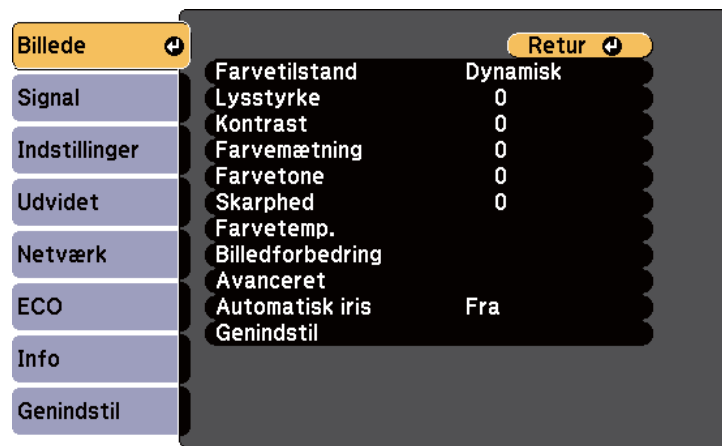 Billede
Signal
Indstillinger
Udvidet
Netværk
ECO
Info
Genindstil
Retur
Farvetilstand Dynamisk
Lysstyrke 0
Kontrast 0
Farvemætning 0
Farvetone 0
Skarphed 0
Farvetemp.
Billedforbedring
Avanceret
Automatisk iris Fra
Genindstil